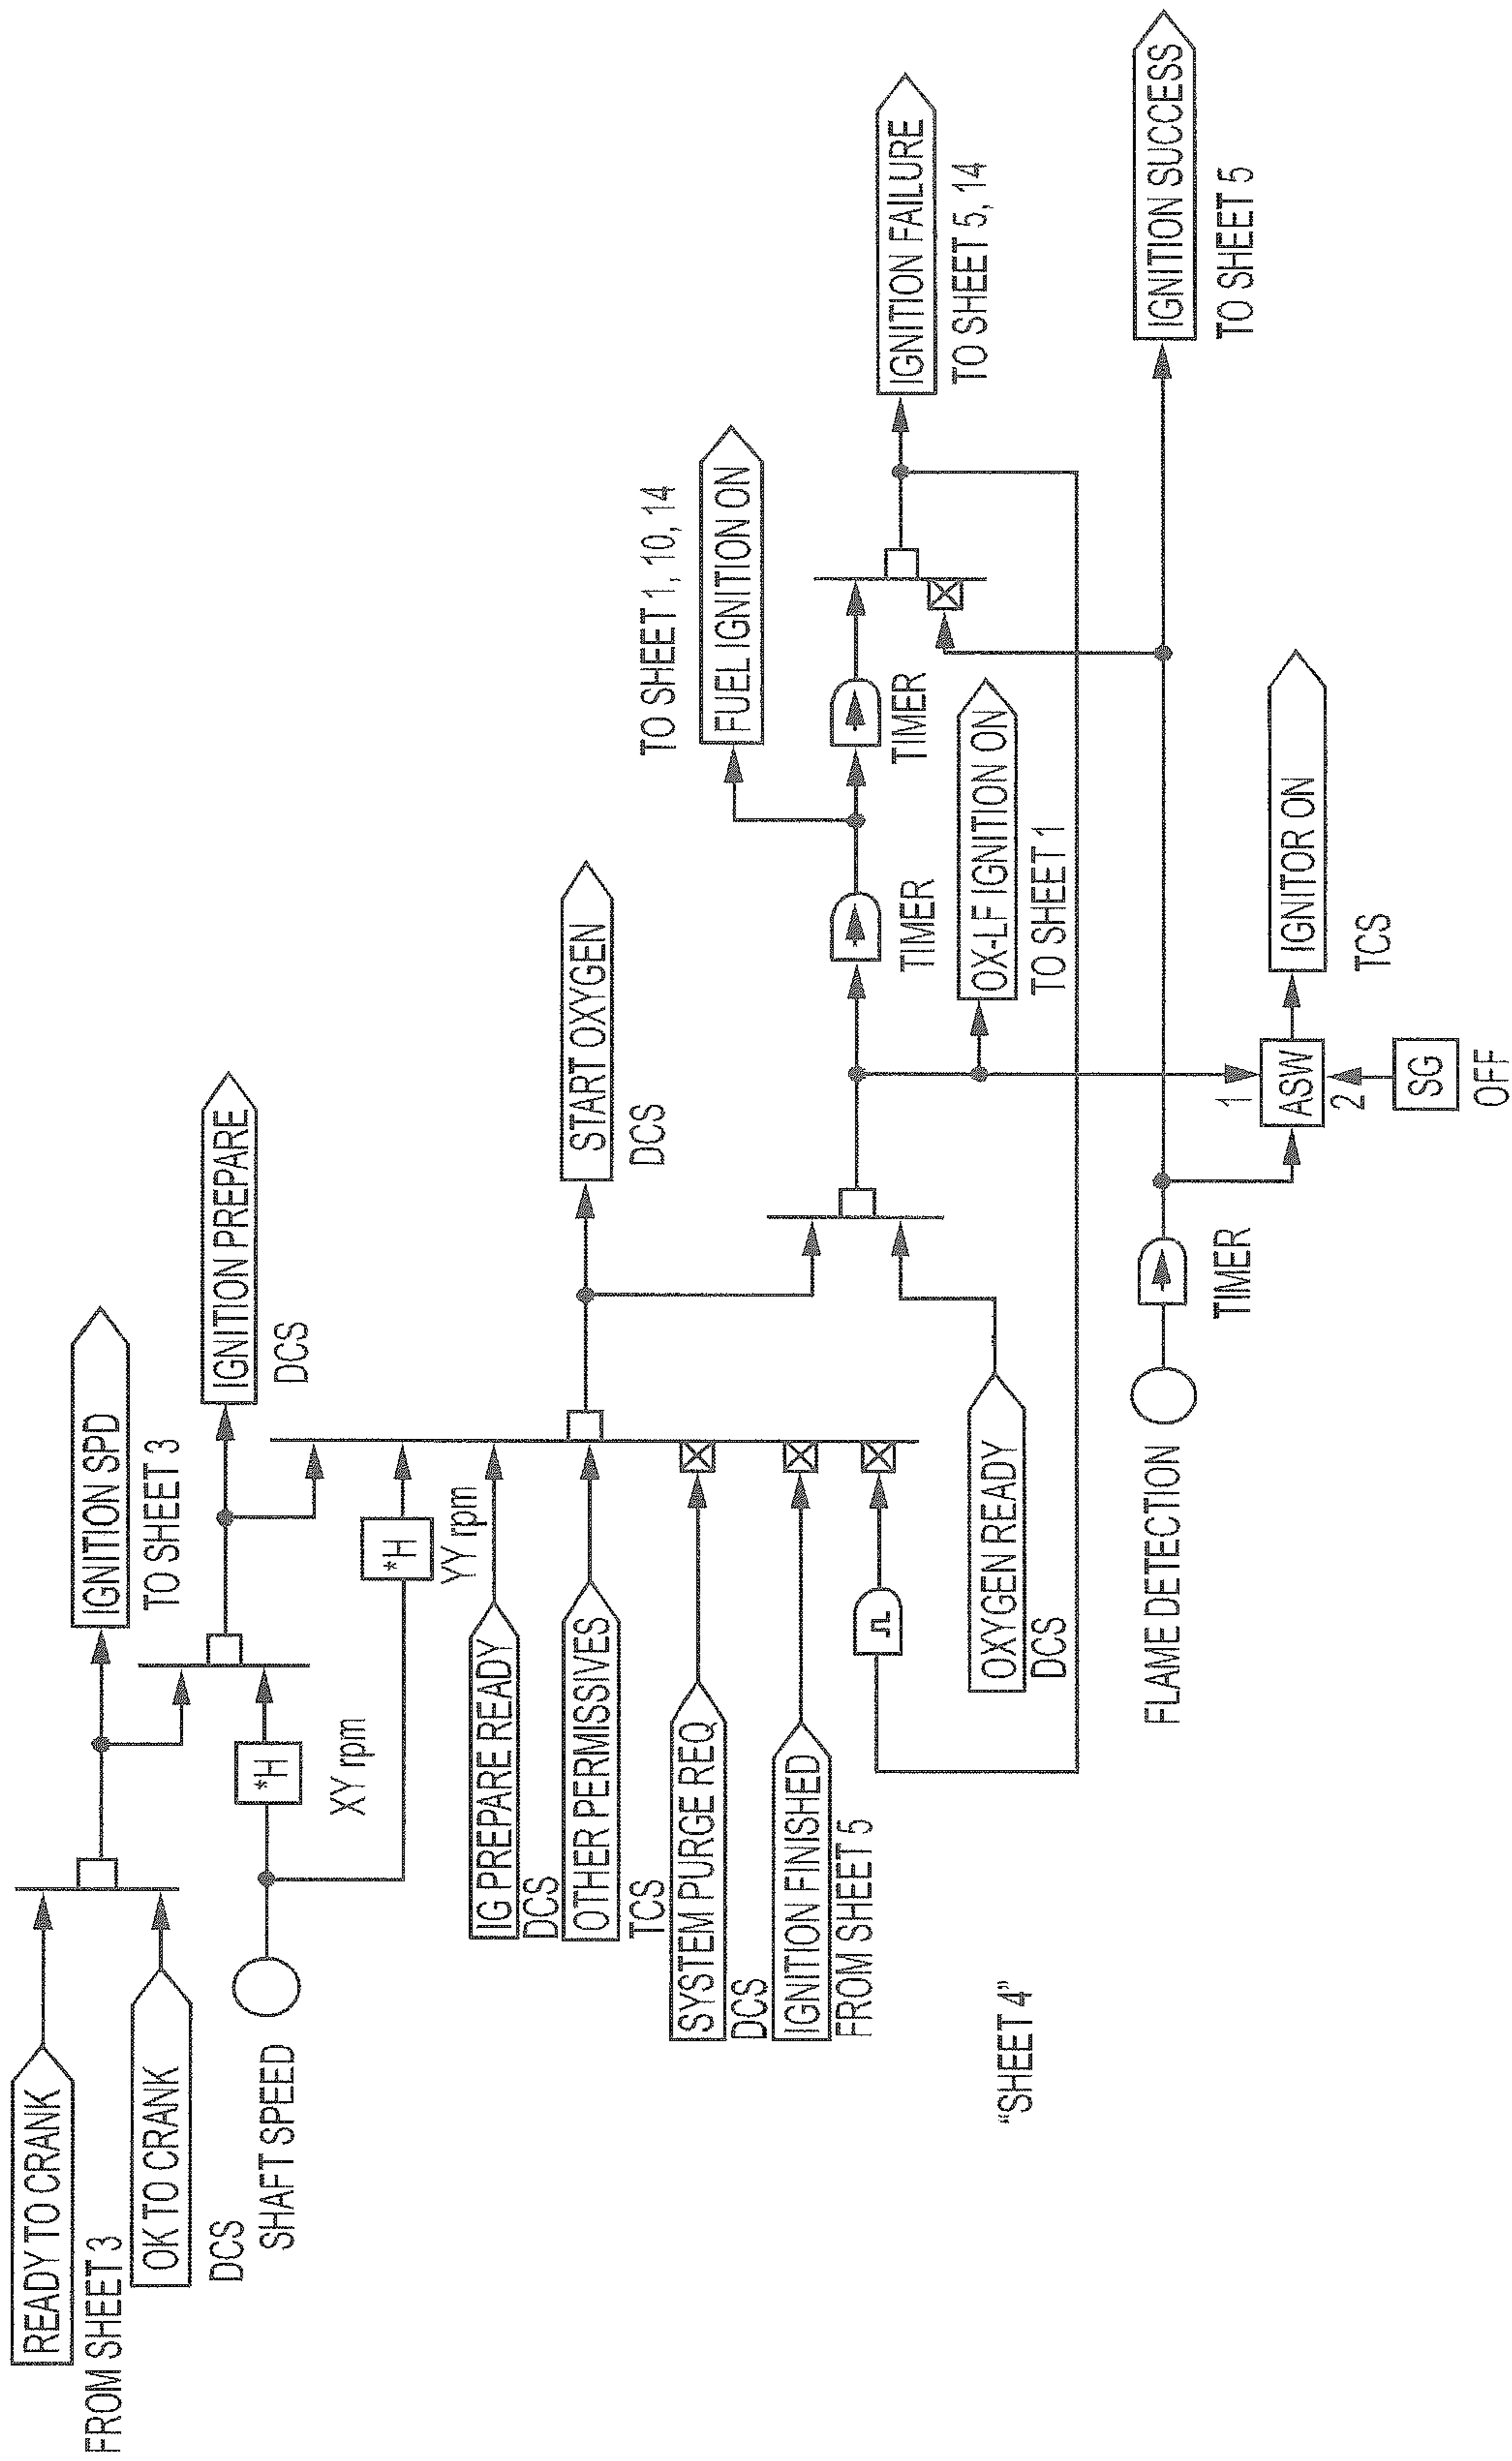 READY TO CRANK
FROM SHEET 3
OK TO CRANK
DCS
SHAFT SPEED
*H
XY rpm
*H
YY rpm
IGNITION SPD
TO SHEET 3
IGNITION PREPARE
DCS
IG PREPARE READY
DCS
OTHER PERMISSIVES
TCS
SYSTEM PURGE REQ
DCS
IGNITION FINISHED
FROM SHEET 5
START OXYGEN
DCS
OXYGEN READY
DCS
TIMER
TO SHEET 1, 10, 14
FUEL IGNITION ON
TIMER
OX-LF IGNITION ON
TO SHEET 1
IGNITION FAILURE
TO SHEET 5, 14
FLAME DETECTION
TIMER
IGNITION SUCCESS
TO SHEET 5
1
ASW
2
SG
OFF
IGNITOR ON
TCS
“SHEET 4”